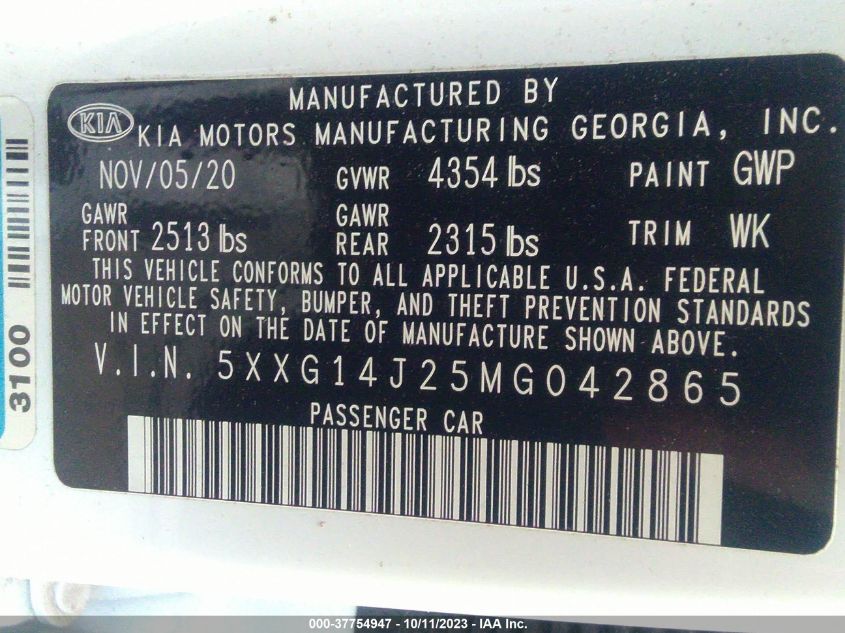 MANUFACTURED BY
KIA KIA MOTORS MANUFACTURING GEORGIA, INC.
NOV/05/20 GVWR 4354 lbs PAINT GWP
GAWR FRONT 2513 lbs GAWR REAR 2315 lbs TRIM WK
THIS VEHICLE CONFORMS TO ALL APPLICABLE U.S.A. FEDERAL
MOTOR VEHICLE SAFETY, BUMPER, AND THEFT PREVENTION STANDARDS
IN EFFECT ON THE DATE OF MANUFACTURE SHOWN ABOVE.
V.I.N. 5XXG14J25MG042865
PASSENGER CAR
3100
000-37754947 - 10/11/2023 - IAA Inc.